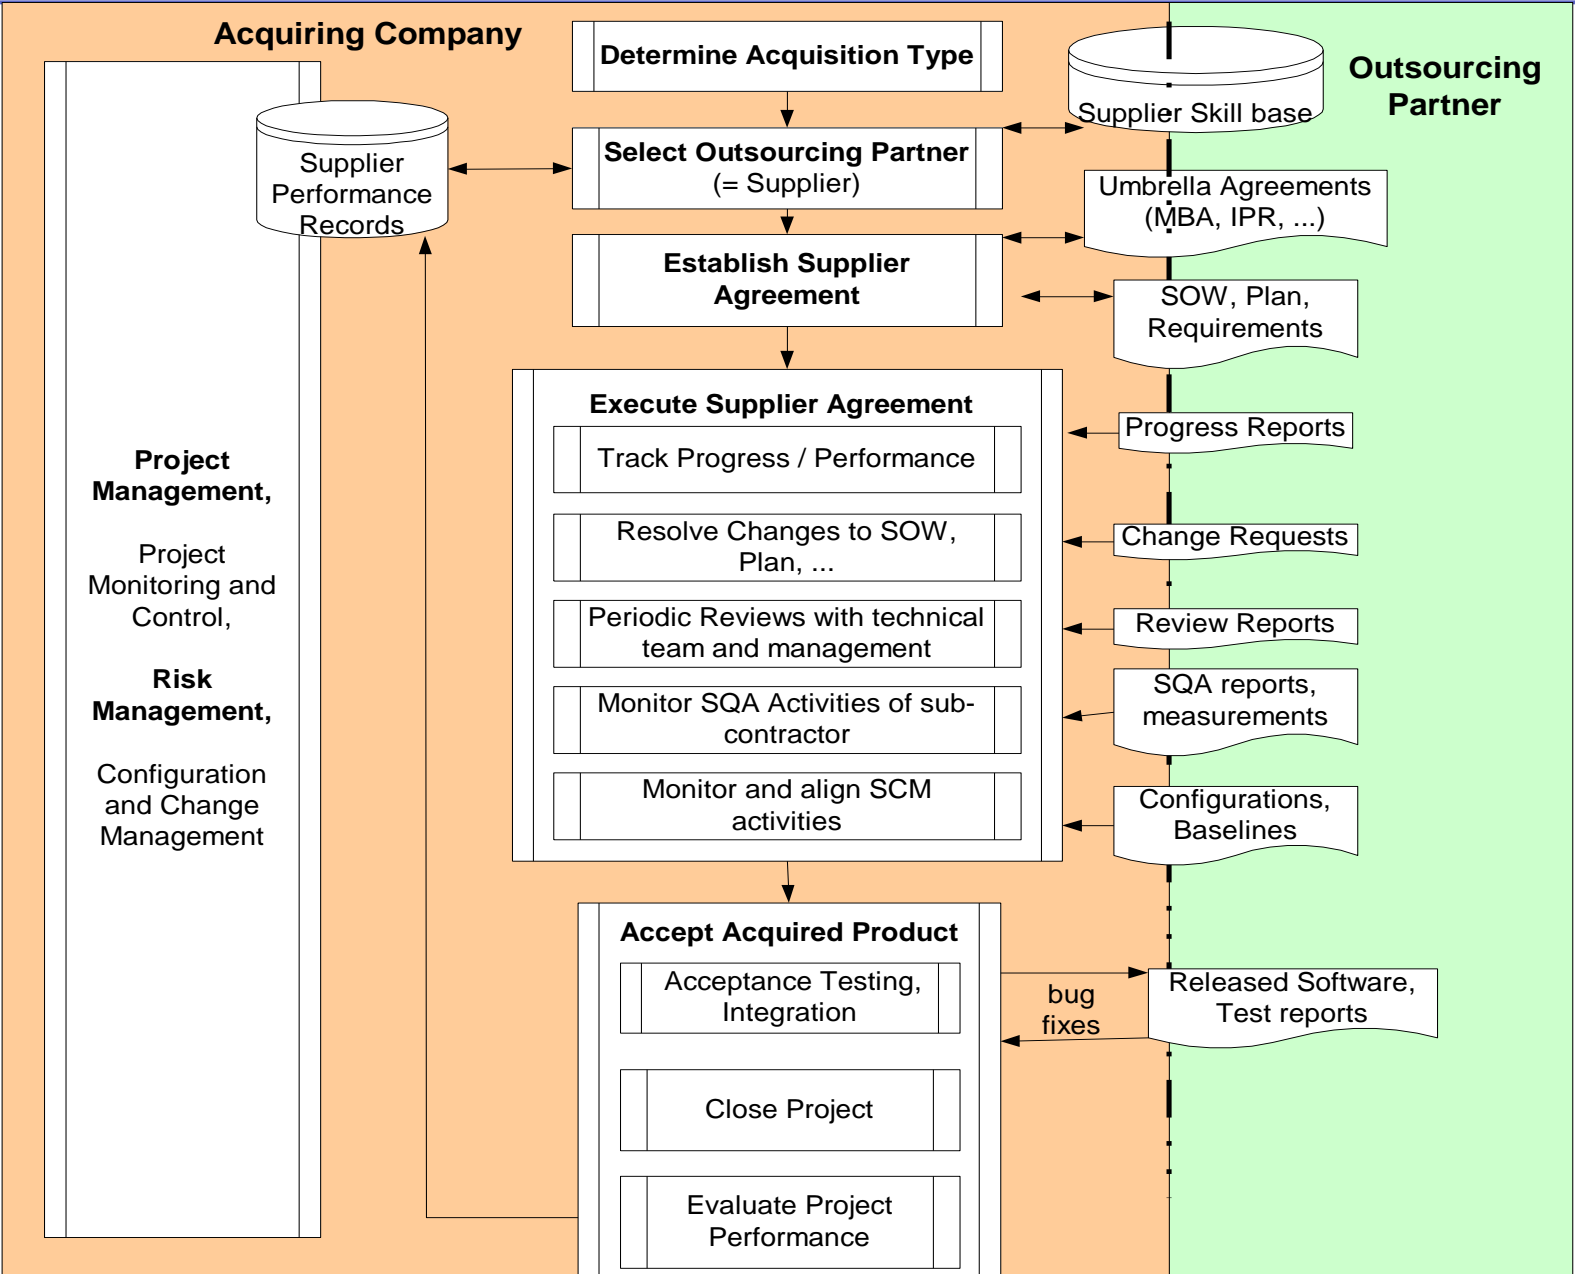 Acquiring Company
Determine Acquisition Type
Outsourcing
Partner
Supplier Skill base
Supplier
Performance
Records
Select Outsourcing Partner
(= Supplier)
Umbrella Agreements
(MBA, IPR, ...)
Establish Supplier
Agreement
SOW, Plan,
Requirements
Project
Management,
Project
Monitoring and
Control,
Risk
Management,
Configuration
and Change
Management
Execute Supplier Agreement
Track Progress / Performance
Progress Reports
Resolve Changes to SOW,
Plan, ...
Change Requests
Periodic Reviews with technical
team and management
Review Reports
Monitor SQA Activities of sub-
contractor
SQA reports,
measurements
Monitor and align SCM
activities
Configurations,
Baselines
Accept Acquired Product
Acceptance Testing,
Integration
bug
fixes
Released Software,
Test reports
Close Project
Evaluate Project
Performance